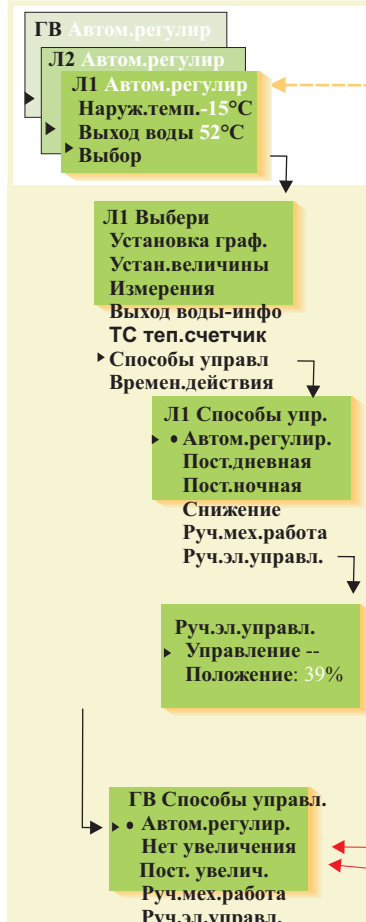 ГВ Автом.регулир
Л2 Автом.регулир
Л1 Автом.регулир
Наруж.темп.-15°C
Выход воды 52°C
Выбор
Л1 Выбери
Установка граф.
Устан.величины
Измерения
Выход воды-инфо
ТС теп.счетчик
Способы управл
Времен.действия
Л1 Способы упр.
• Автом.регулир.
Пост.дневная
Пост.ночная
Снижение
Руч.мех.работа
Руч.эл.управл.
Руч.эл.управл.
Управление --
Положение: 39%
ГВ Способы управл.
• Автом.регулир.
Нет увеличения
Пост. увелич.
Руч.мех.работа
Руч.эл.управл.